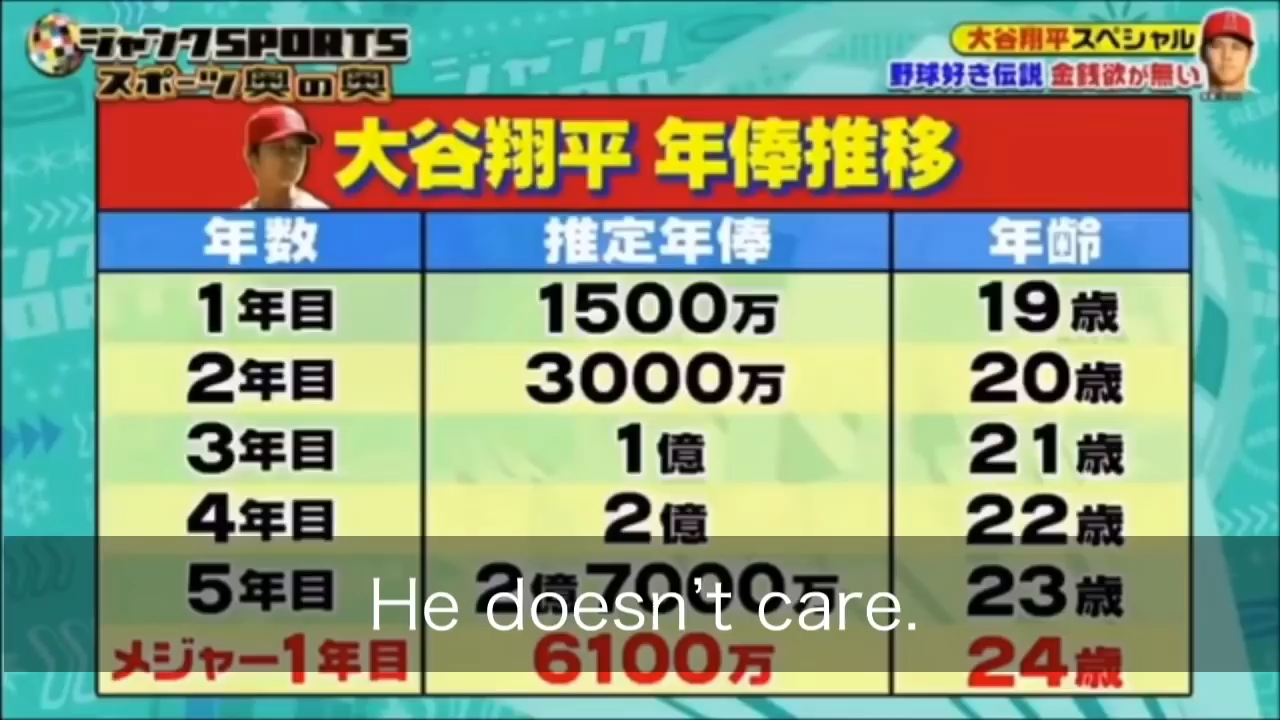 ジャンクSPORTS
スポーツ奥の奥
大谷翔平スペシャル
野球好き伝説 金銭欲が無い
大谷翔平 年俸推移
年数 推定年俸 年齢
1年目 1500万 19歳
2年目 3000万 20歳
3年目 1億 21歳
4年目 2億 22歳
5年目 2億7000万 23歳
He doesn't care.
メジャー1年目 6100万 24歳